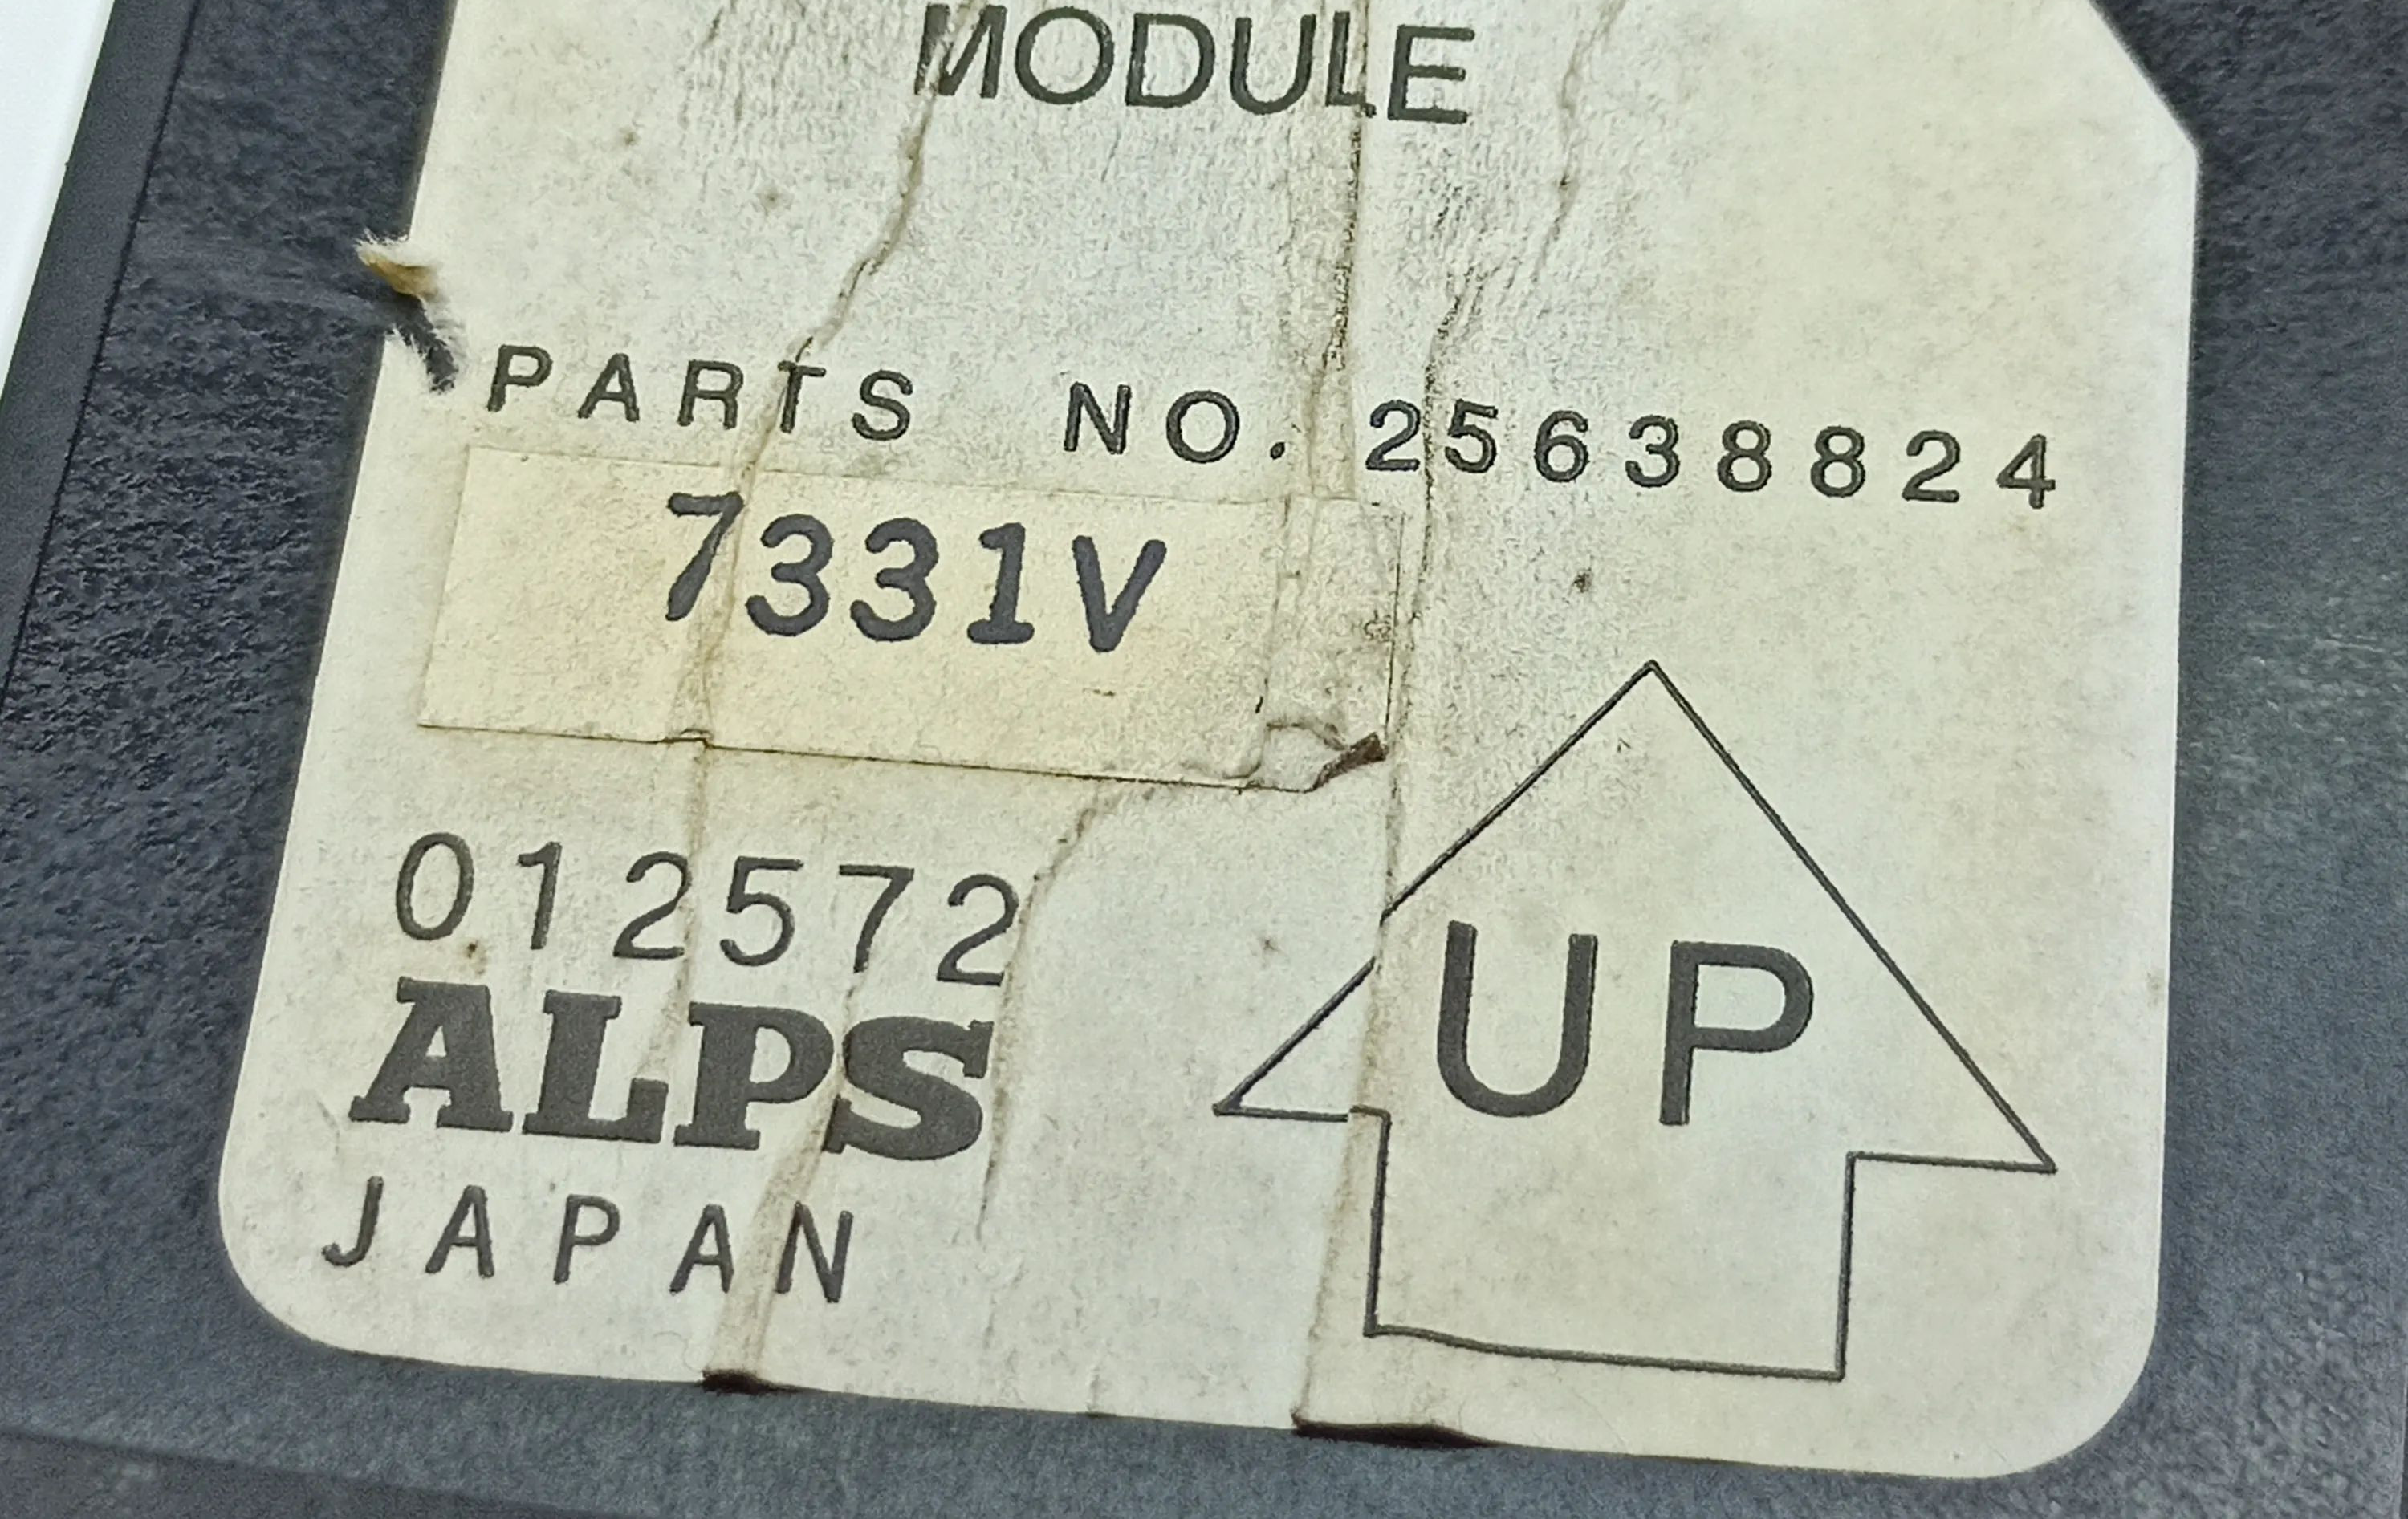 MODULE
PARTS NO. 25638824
7331V
012572
ALPS
JAPAN
UP